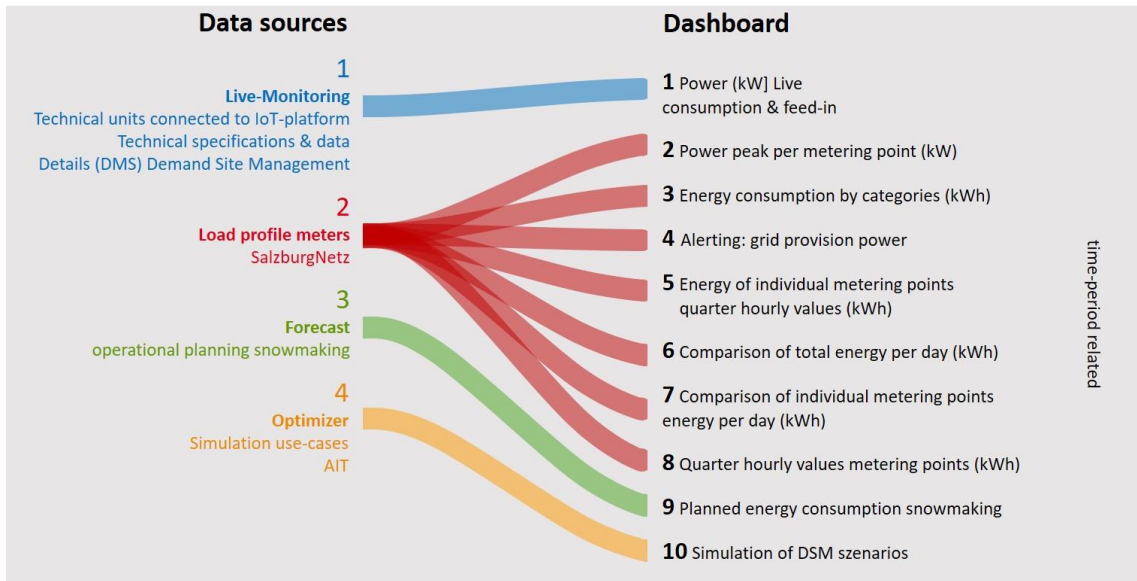 Data sources
1
Live-Monitoring
Technical units connected to IoT-platform
Technical specifications & data
Details (DMS) Demand Site Management
2
Load profile meters
SalzburgNetz
3
Forecast
operational planning snowmaking
4
Optimizer
Simulation use-cases
AIT
Dashboard
1 Power (kW] Live
consumption & feed-in
2 Power peak per metering point (kW)
3 Energy consumption by categories (kWh)
4 Alerting: grid provision power
5 Energy of individual metering points
quarter hourly values (kWh)
6 Comparison of total energy per day (kWh)
7 Comparison of individual metering points
energy per day (kWh)
8 Quarter hourly values metering points (kWh)
9 Planned energy consumption snowmaking
10 Simulation of DSM szenarios
time-period related